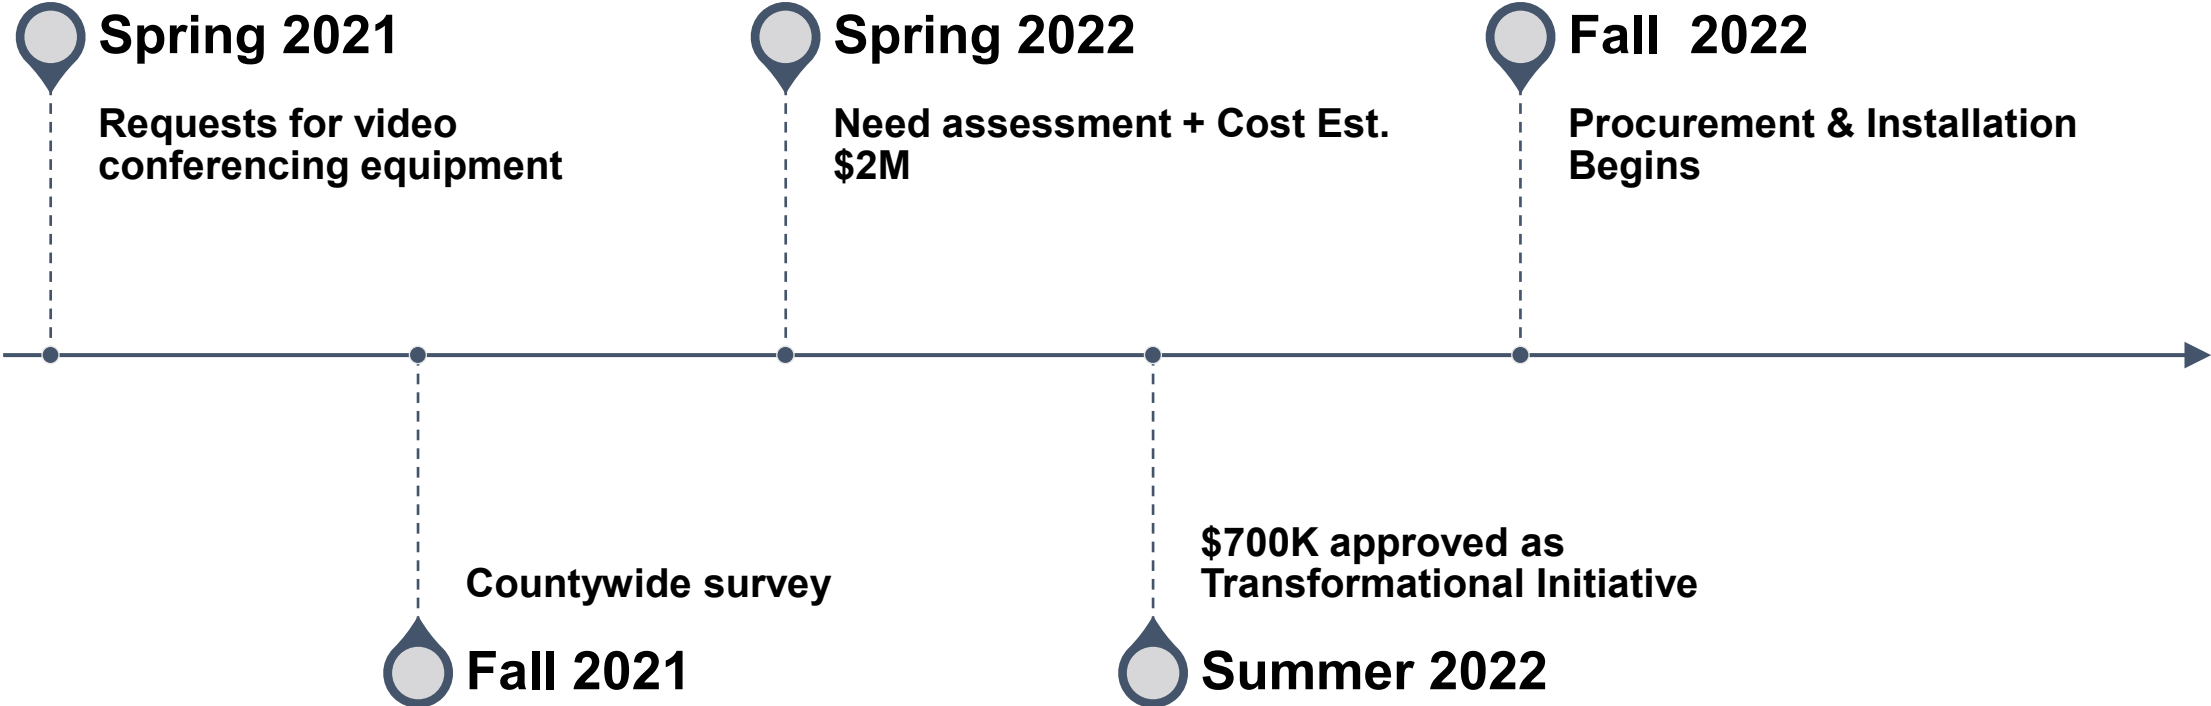 Spring 2021
Requests for video
conferencing equipment
Countywide survey
Fall 2021
Spring 2022
Need assessment + Cost Est.
$2M
$700K approved as
Transformational Initiative
Summer 2022
Fall  2022
Procurement & Installation
Begins